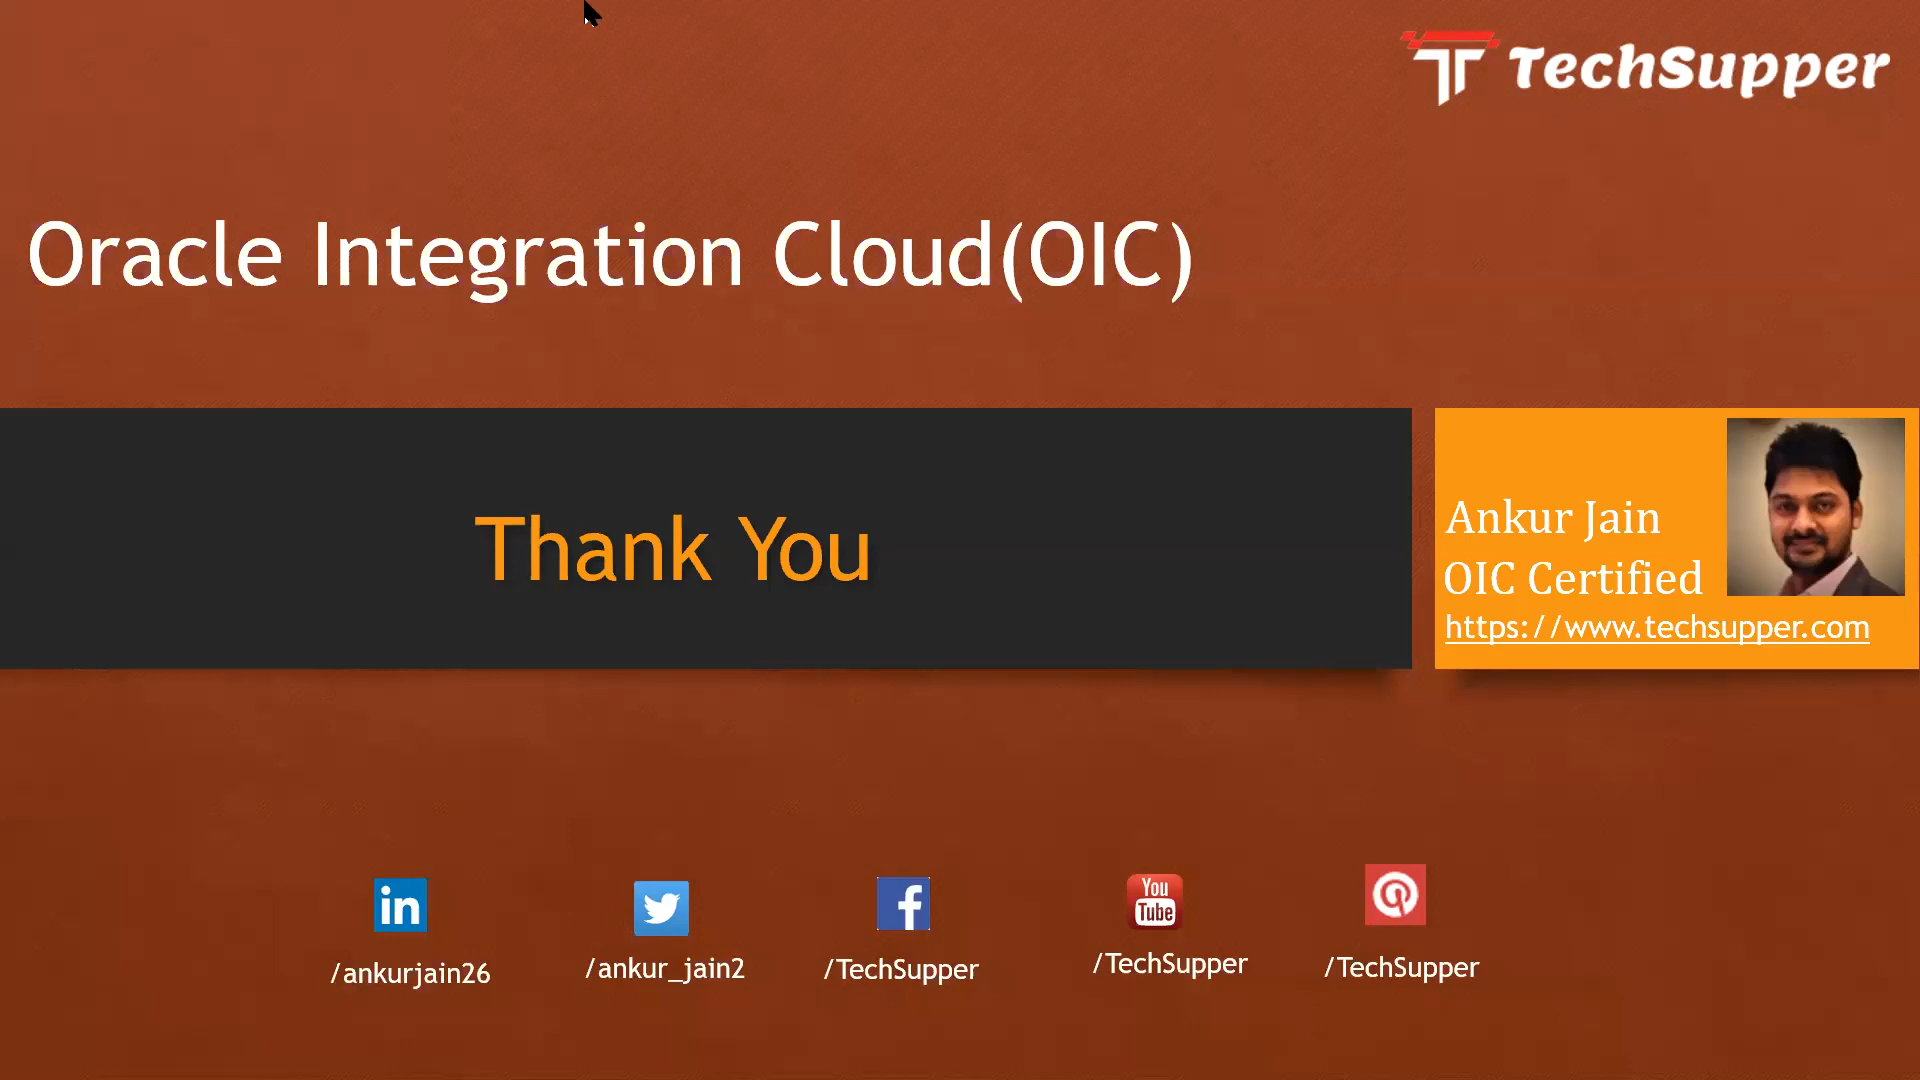 TechSupper
Oracle Integration Cloud(OIC)
Thank You
Ankur Jain
OIC Certified
https://www.techsupper.com
in
f
You
Tube
/ankurjain26
/ankur_jain2
/TechSupper
/TechSupper
/TechSupper